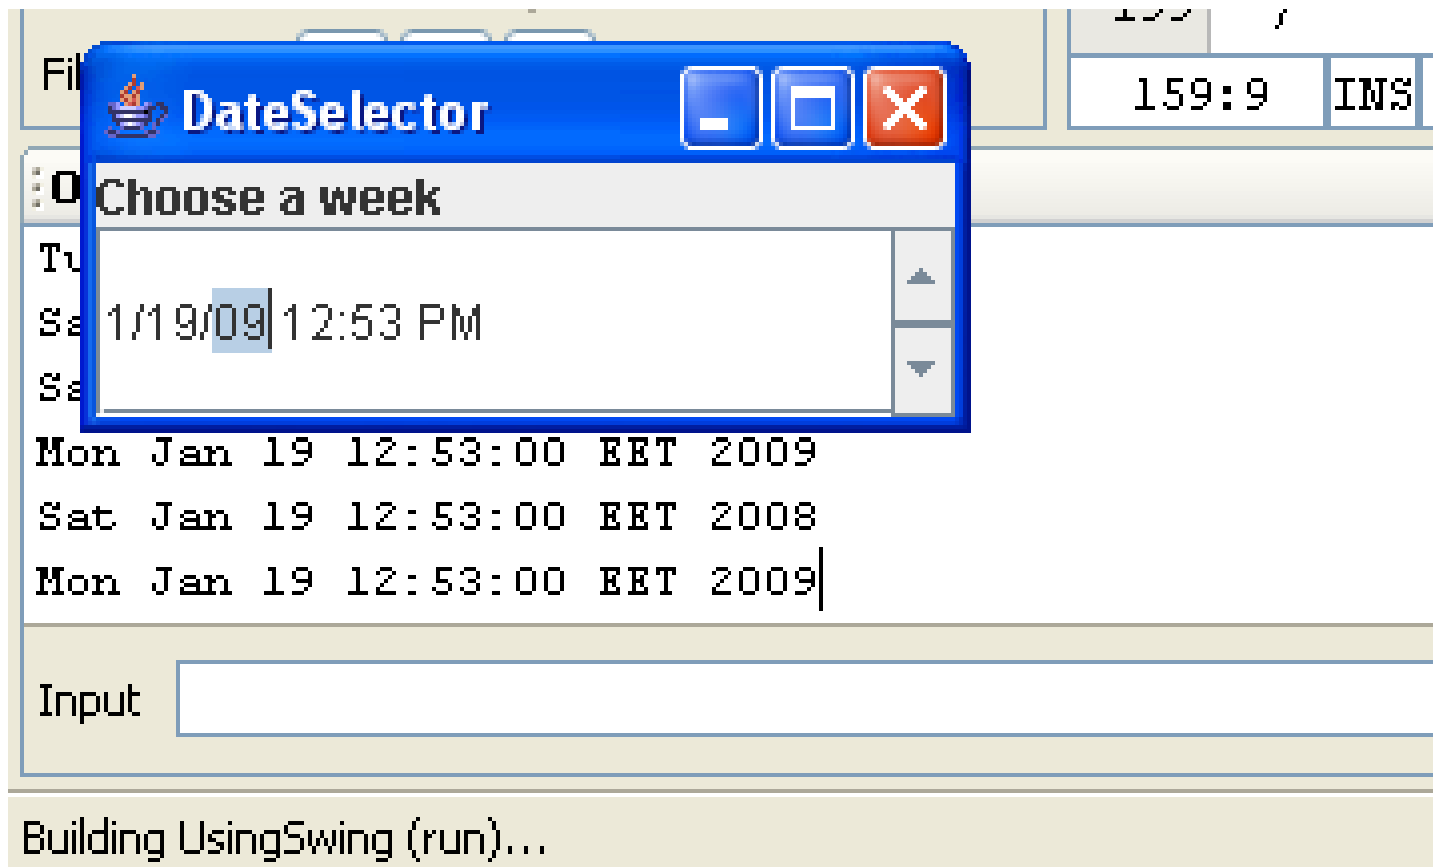 159:9 INS
DateSelector
Choose a week
1/19/09 12:53 PM
Mon Jan 19 12:53:00 EET 2009
Sat Jan 19 12:53:00 EET 2008
Mon Jan 19 12:53:00 EET 2009
Input
Building UsingSwing (run)...